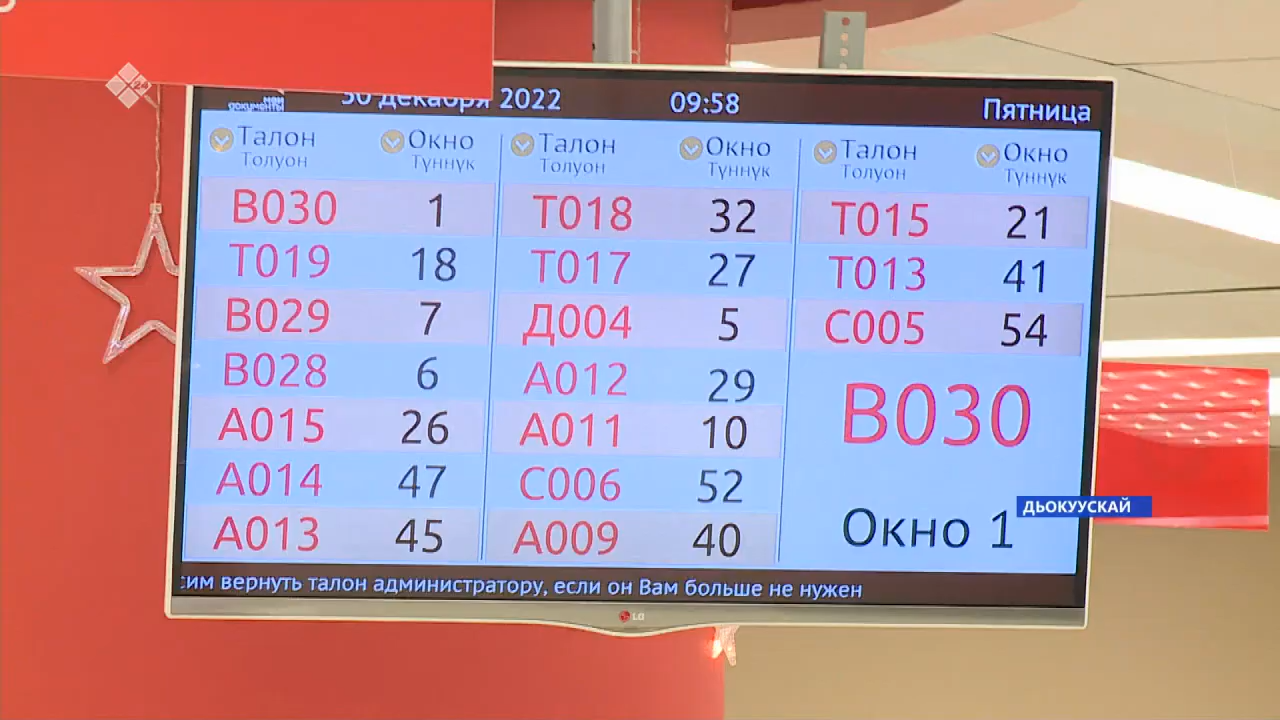 24
мои
документы
30 декабря 2022 09:58 Пятница
Талон Окно Талон Окно Талон Окно
Толуон Түннүк Толуон Түннүк Толуон Түннүк
В030 1 Т018 32 Т015 21
Т019 18 Т017 27 Т013 41
В029 7 Д004 5 С005 54
В028 6 А012 29
А015 26 А011 10
А014 47 С006 52
А013 45 А009 40
В030
Окно 1
ДЬОКУУСКАЙ
сим вернуть талон администратору, если он Вам больше не нужен
LG